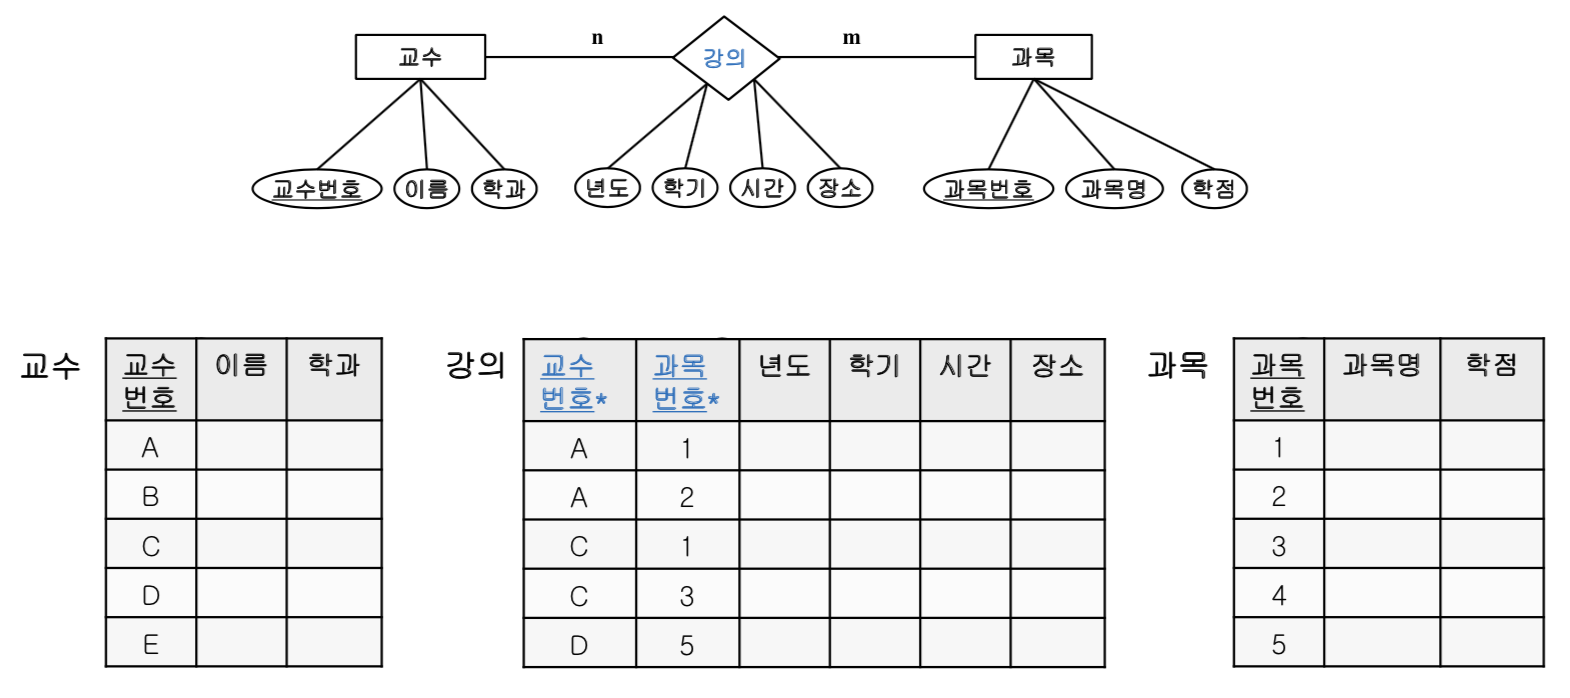 n
m
교수
강의
과목
교수번호
이름
학과
년도
학기
시간
장소
과목번호
과목명
학점
교수
교수
번호
이름
학과
A
B
C
D
E
강의
교수
번호*
과목
번호*
년도
학기
시간
장소
A 1
A 2
C 1
C 3
D 5
과목
과목
번호
과목명
학점
1
2
3
4
5